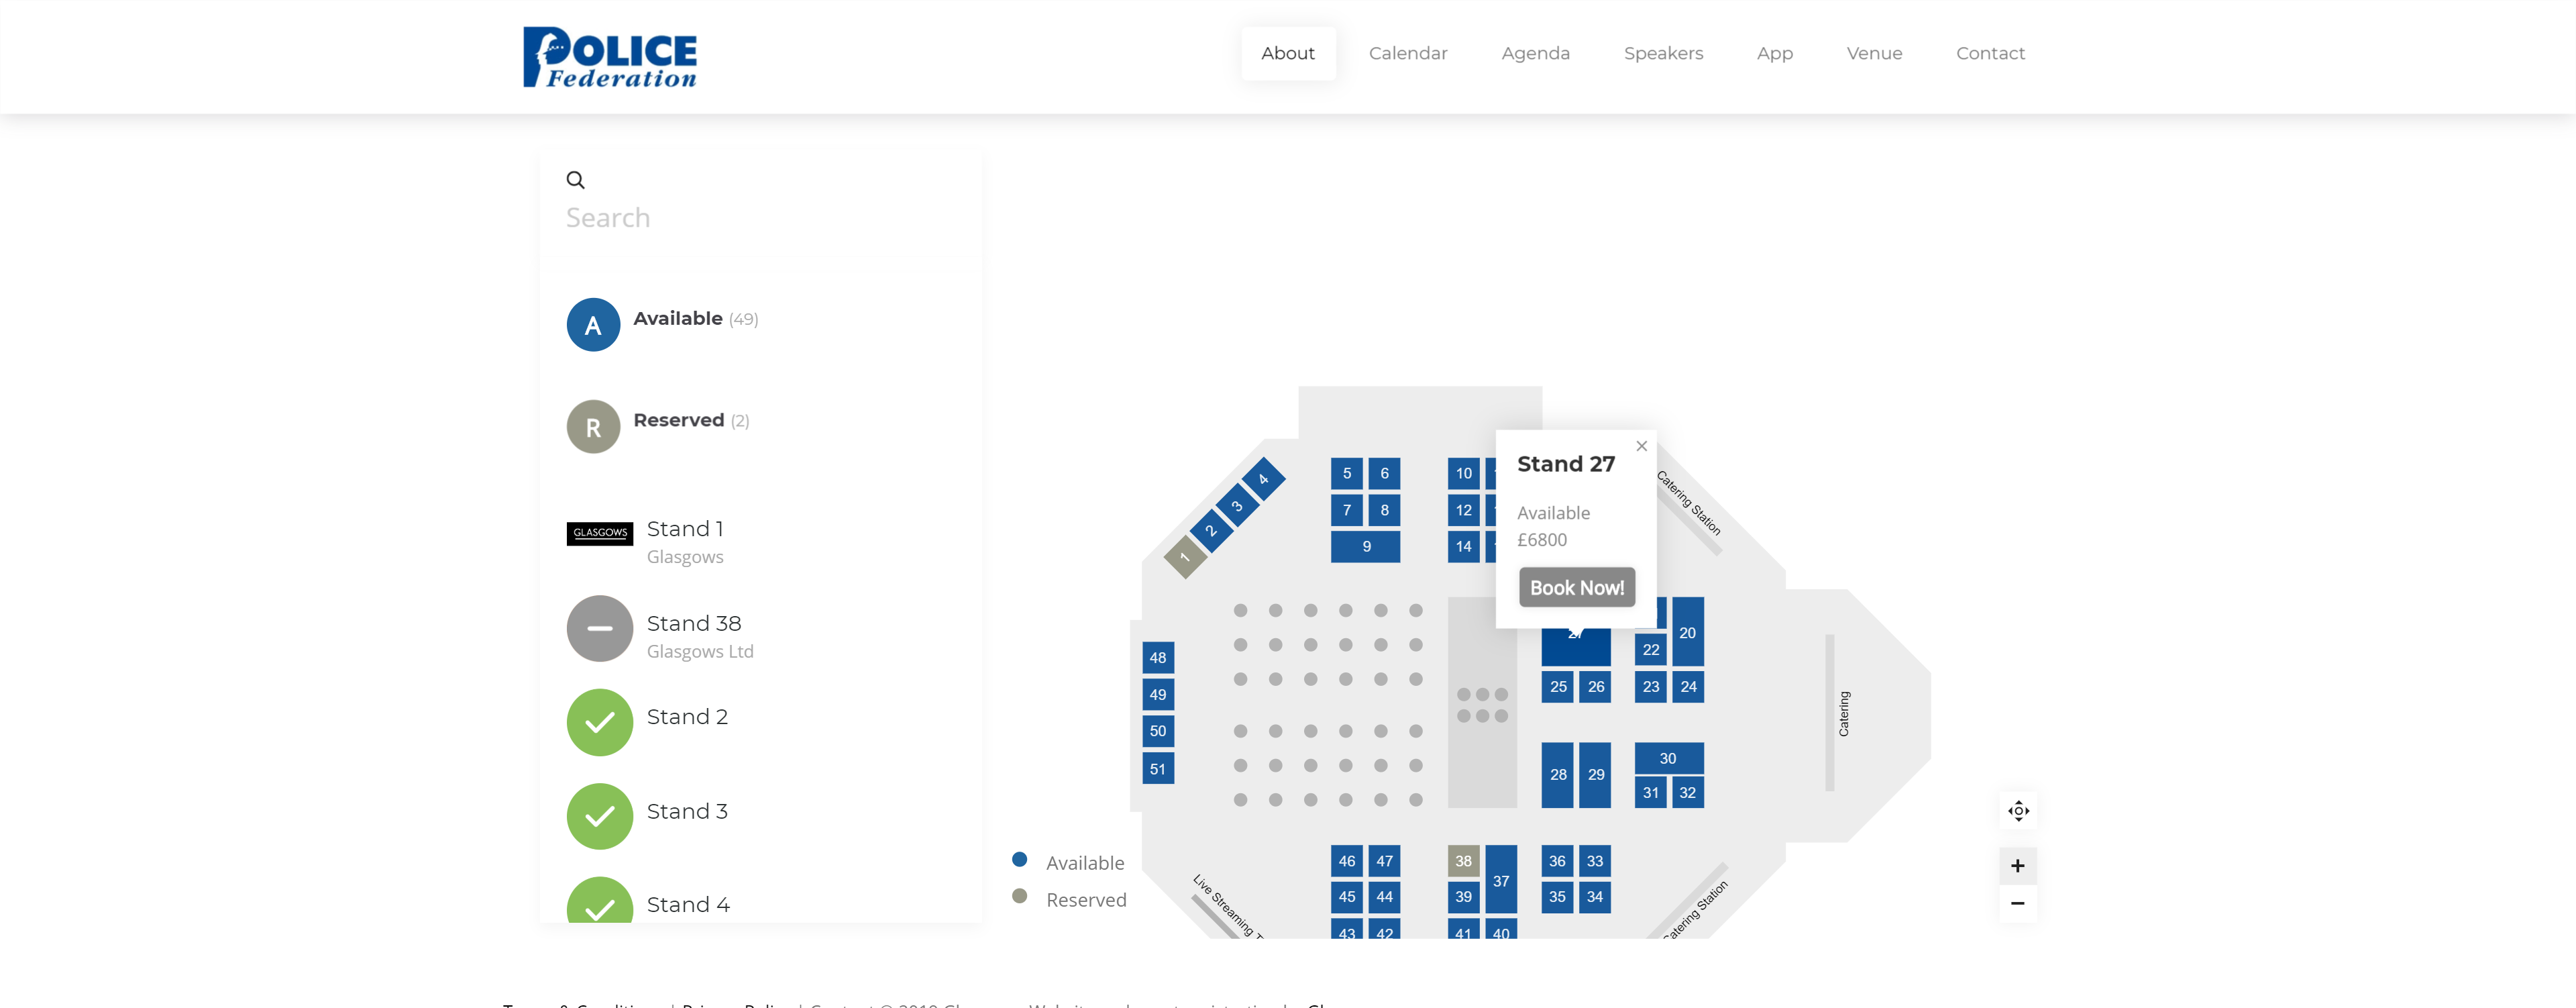 POLICE
Federation
About Calendar Agenda Speakers App Venue Contact
Search
A Available (49)
R Reserved (2)
GLASGOWS
Stand 1
Glasgows
Stand 38
Glasgows Ltd
Stand 2
Stand 3
Stand 4
Available
Reserved
1 2 3 4
5 6
7 8
9
10
12
14
Stand 27
Available
£6800
Book Now!
Catering Station
27
20
22
25 26
23 24
48
49
50
51
28 29
30
31 32
Catering
46 47
45 44
43 42
38
37
39
41 40
36 33
35 34
Live Streaming
Catering Station